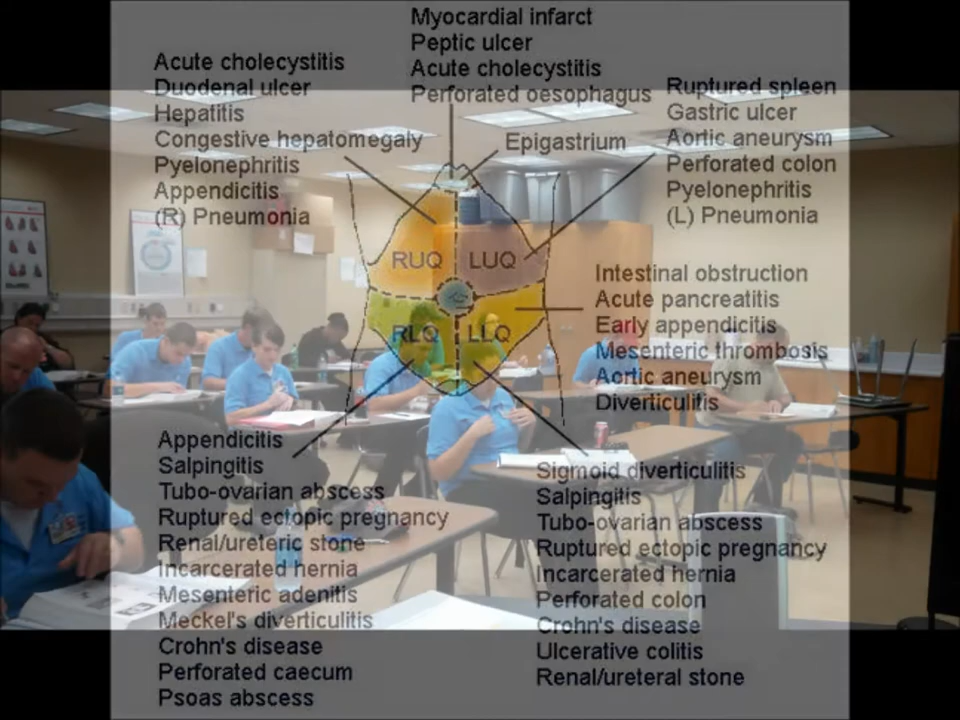 Myocardial infarct
Peptic ulcer
Acute cholecystitis
Perforated oesophagus
Acute cholecystitis
Duodenal ulcer
Hepatitis
Congestive hepatomegaly
Pyelonephritis
Appendicitis
(R) Pneumonia
Epigastrium
Ruptured spleen
Gastric ulcer
Aortic aneurysm
Perforated colon
Pyelonephritis
(L) Pneumonia
RUQ
LUQ
RLQ
LLQ
Intestinal obstruction
Acute pancreatitis
Early appendicitis
Mesenteric thrombosis
Aortic aneurysm
Diverticulitis
Appendicitis
Salpingitis
Tubo-ovarian abscess
Ruptured ectopic pregnancy
Renal/ureteric stone
Incarcerated hernia
Mesenteric adenitis
Meckel's diverticulitis
Crohn's disease
Perforated caecum
Psoas abscess
Sigmoid diverticulitis
Salpingitis
Tubo-ovarian abscess
Ruptured ectopic pregnancy
Incarcerated hernia
Perforated colon
Crohn's disease
Ulcerative colitis
Renal/ureteral stone